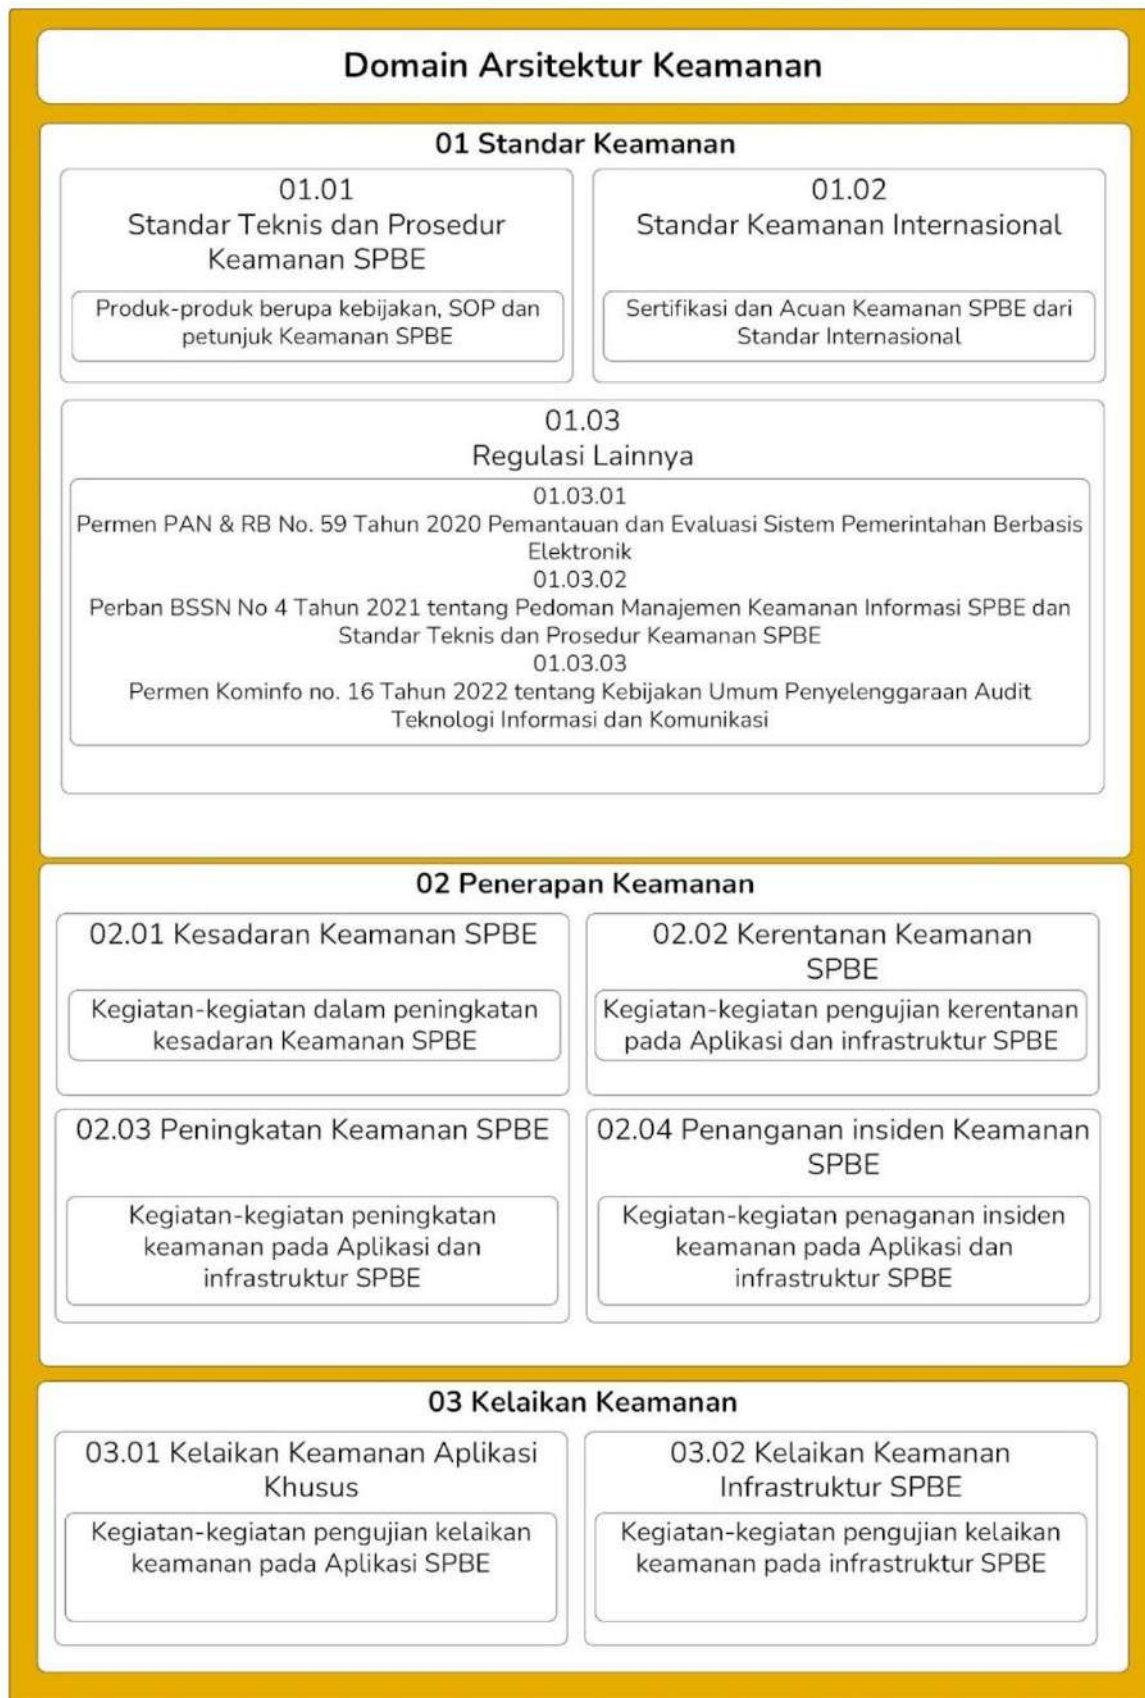 Domain Arsitektur Keamanan
01 Standar Keamanan
01.01
Standar Teknis dan Prosedur
Keamanan SPBE
Produk-produk berupa kebijakan, SOP dan
petunjuk Keamanan SPBE
01.02
Standar Keamanan Internasional
Sertifikasi dan Acuan Keamanan SPBE dari
Standar Internasional
01.03
Regulasi Lainnya
01.03.01
Permen PAN & RB No. 59 Tahun 2020 Pemantauan dan Evaluasi Sistem Pemerintahan Berbasis
Elektronik
01.03.02
Perban BSSN No 4 Tahun 2021 tentang Pedoman Manajemen Keamanan Informasi SPBE dan
Standar Teknis dan Prosedur Keamanan SPBE
01.03.03
Permen Kominfo no. 16 Tahun 2022 tentang Kebijakan Umum Penyelenggaraan Audit
Teknologi Informasi dan Komunikasi
02 Penerapan Keamanan
02.01 Kesadaran Keamanan SPBE
Kegiatan-kegiatan dalam peningkatan
kesadaran Keamanan SPBE
02.02 Kerentanan Keamanan
SPBE
Kegiatan-kegiatan pengujian kerentanan
pada Aplikasi dan infrastruktur SPBE
02.03 Peningkatan Keamanan SPBE
Kegiatan-kegiatan peningkatan
keamanan pada Aplikasi dan
infrastruktur SPBE
02.04 Penanganan insiden Keamanan
SPBE
Kegiatan-kegiatan penaganan insiden
keamanan pada Aplikasi dan
infrastruktur SPBE
03 Kelaikan Keamanan
03.01 Kelaikan Keamanan Aplikasi
Khusus
Kegiatan-kegiatan pengujian kelaikan
keamanan pada Aplikasi SPBE
03.02 Kelaikan Keamanan
Infrastruktur SPBE
Kegiatan-kegiatan pengujian kelaikan
keamanan pada infrastruktur SPBE